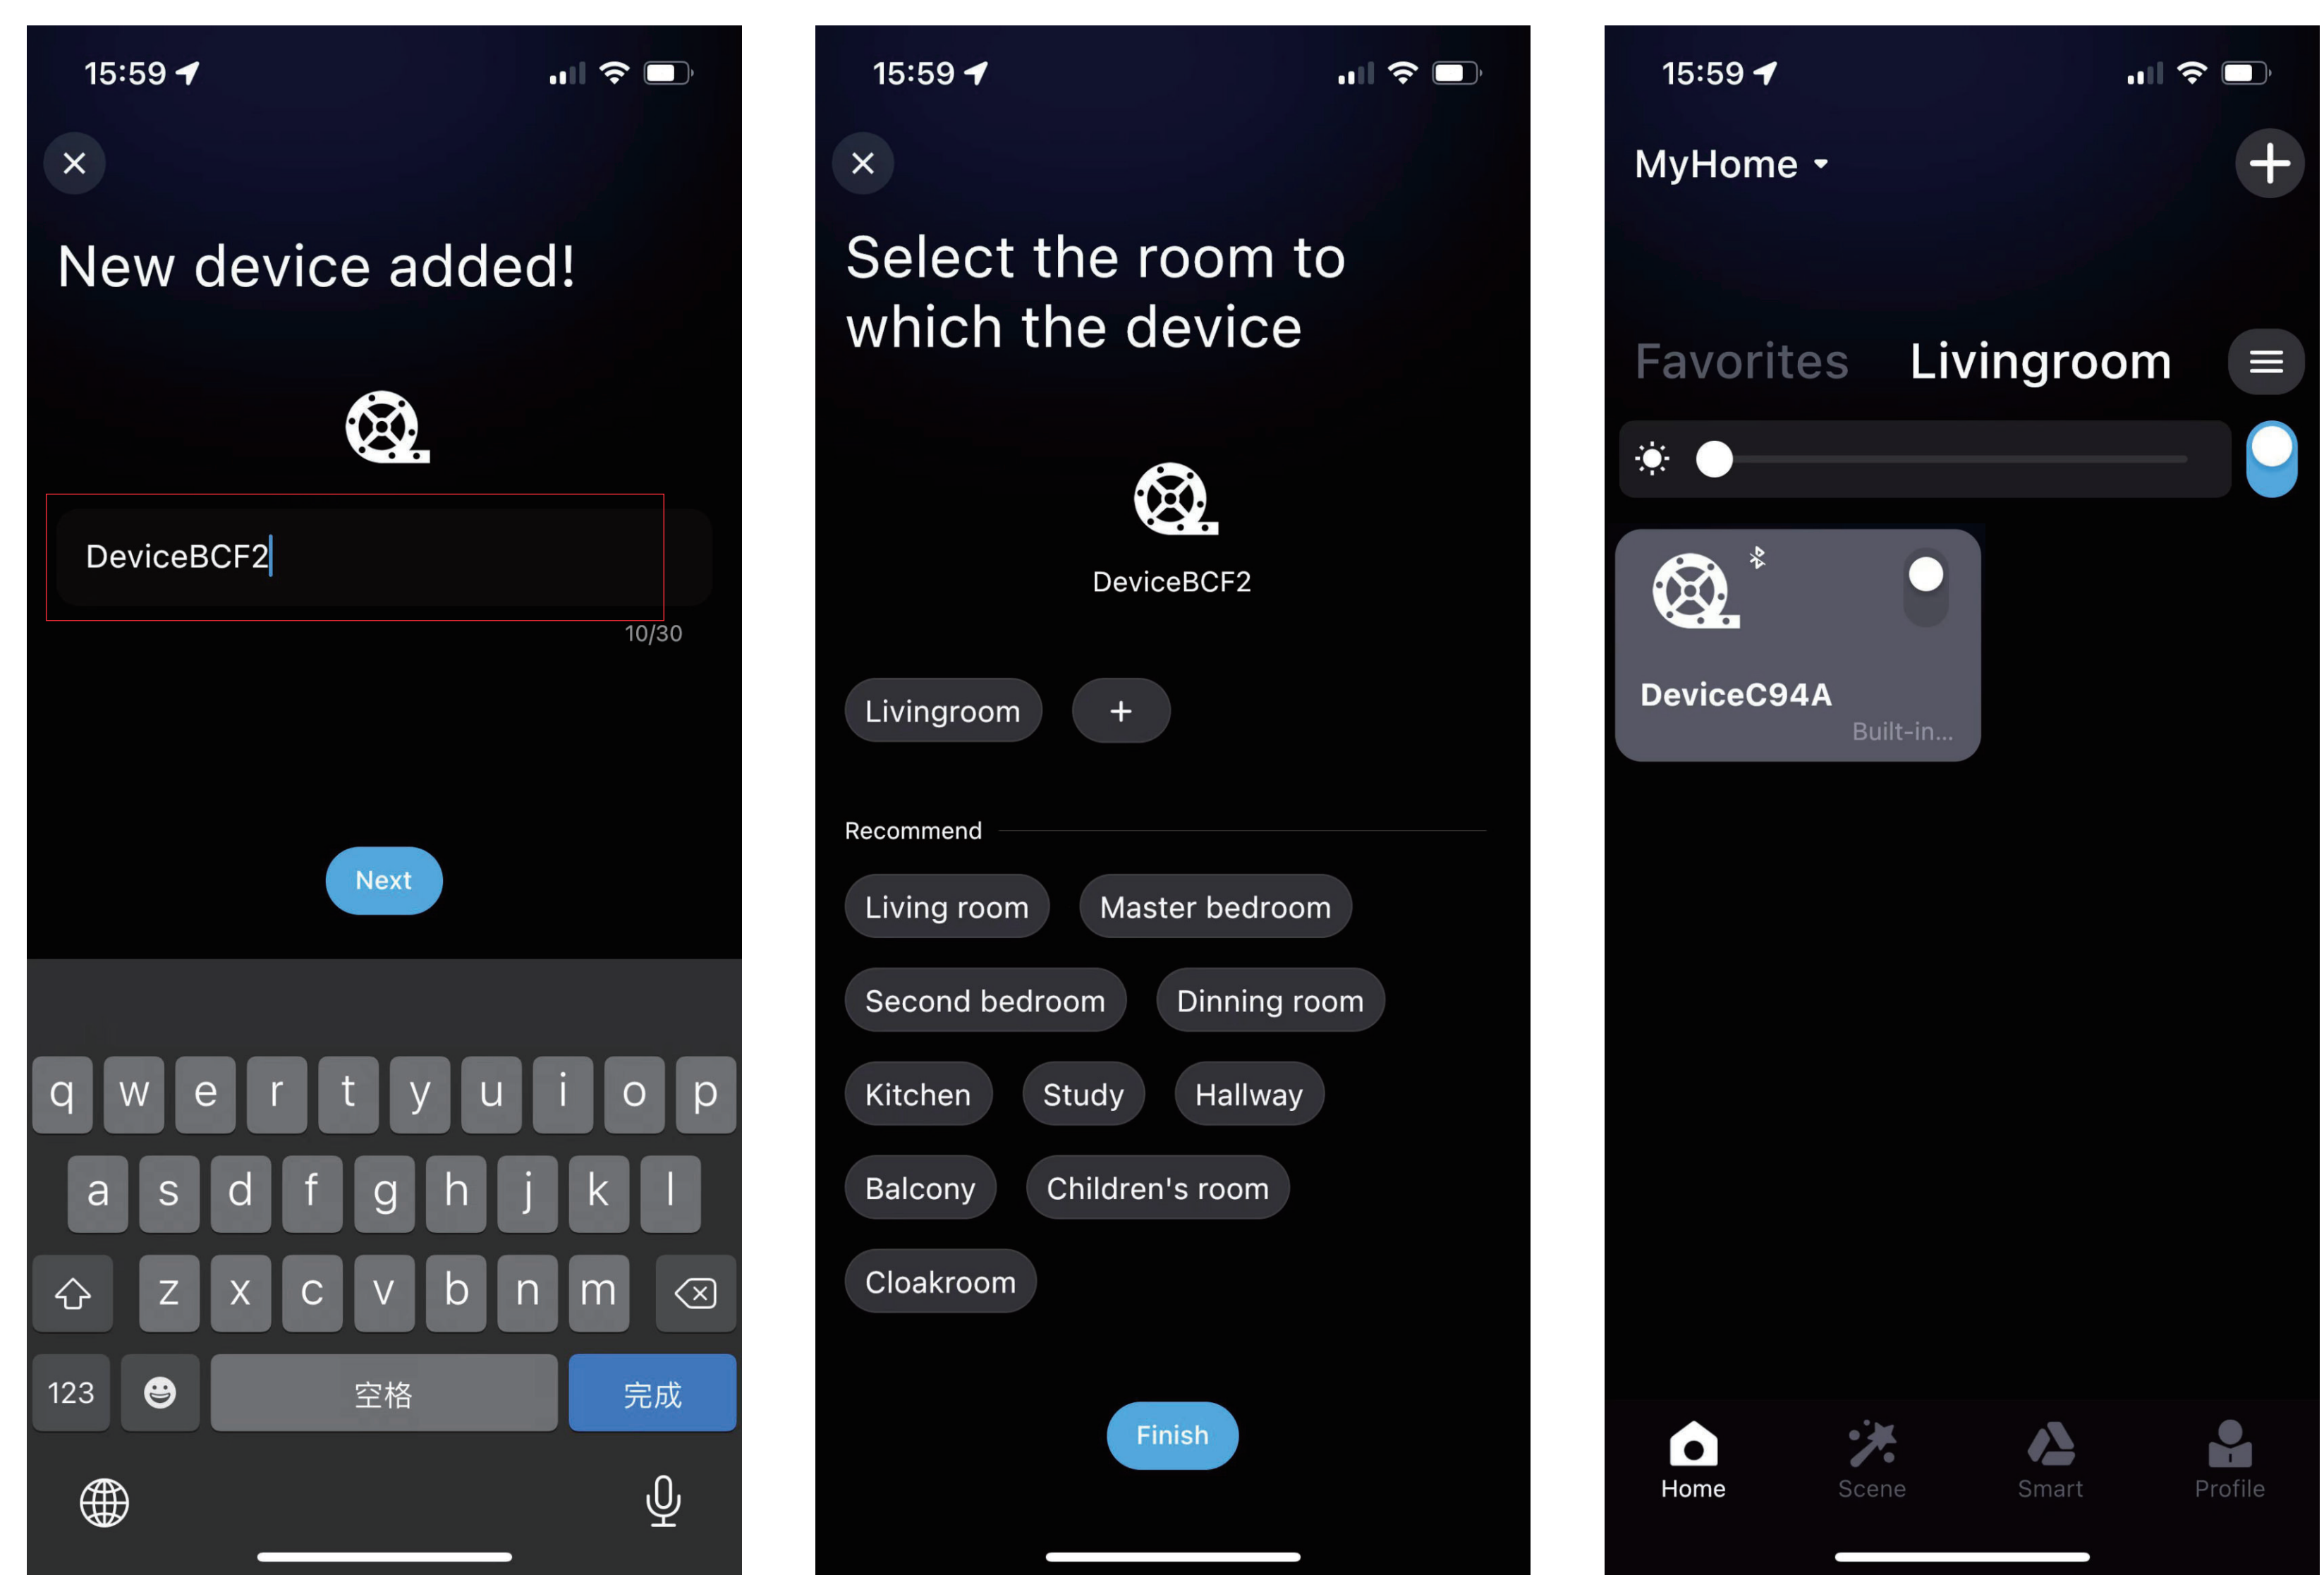 15:59
New device added!
DeviceBCF2
10/30
Next
q w e r t y u i o p
a s d f g h j k l
z x c v b n m
123 空格 完成
15:59
Select the room to
which the device
DeviceBCF2
Livingroom +
Recommend
Living room Master bedroom
Second bedroom Dinning room
Kitchen Study Hallway
Balcony Children's room
Cloakroom
Finish
15:59
MyHome
Favorites Livingroom
DeviceC94A
Built-in...
Home Scene Smart Profile